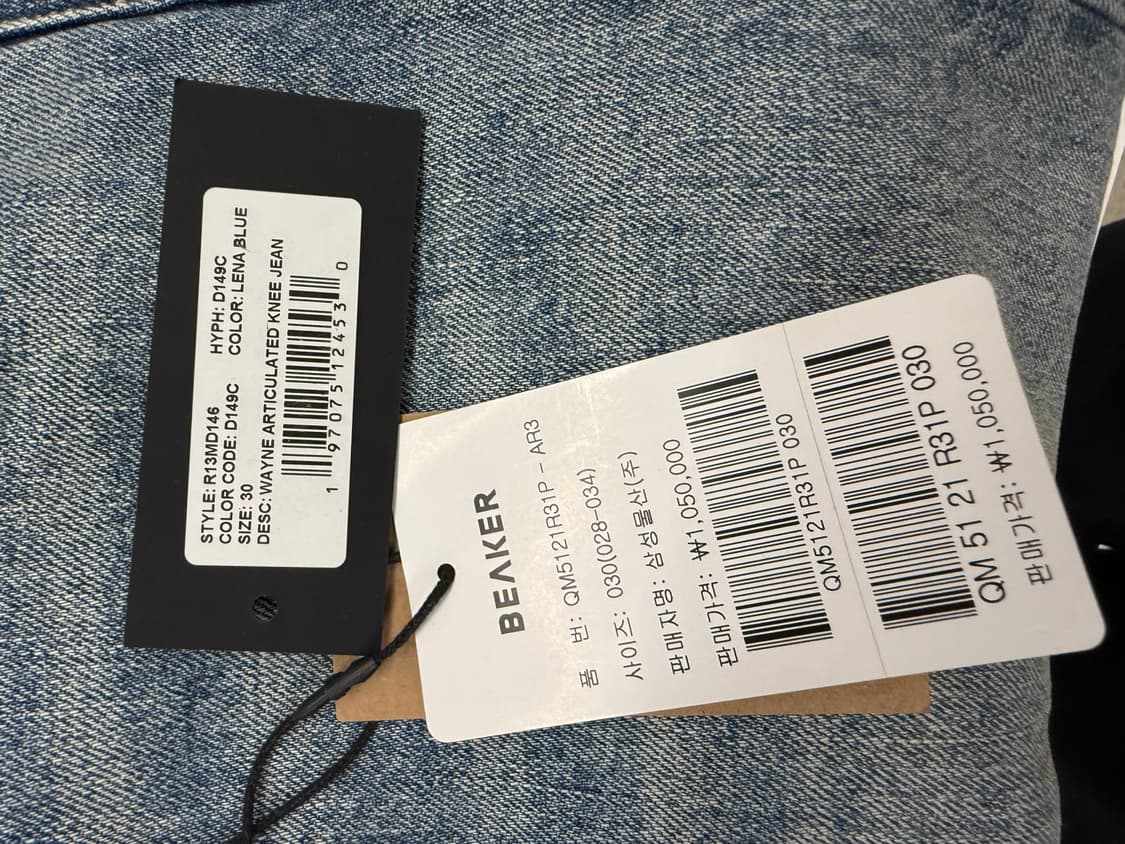 STYLE: R13MD146 HYPH: D149C
COLOR CODE: D149C COLOR: LENA BLUE
SIZE: 30
DESC: WAYNE ARTICULATED KNEE JEAN
1 97075 12453 0
BEAKER
품 번: QM5121R31P - AR3
사이즈: 030(028-034)
판매자명: 삼성물산(주)
판매가격: ₩1,050,000
QM5121R31P 030
QM 51 21 R31P 030
판매가격: ₩1,050,000